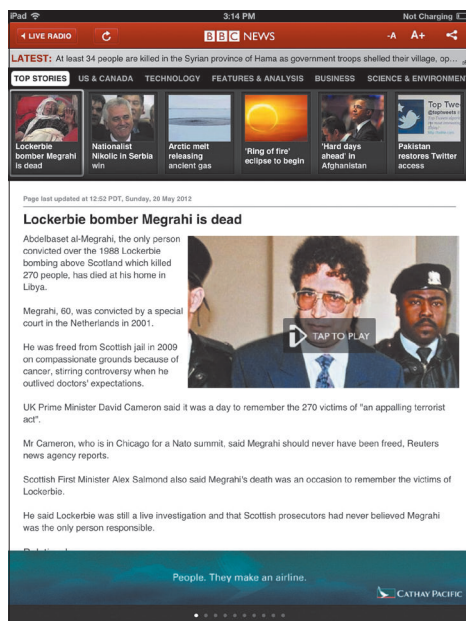 iPad 3:14 PM Not Charging
LIVE RADIO BBC NEWS -A A+
LATEST: At least 34 people are killed in the Syrian province of Hama as government troops shelled their village, op...
TOP STORIES US & CANADA TECHNOLOGY FEATURES & ANALYSIS BUSINESS SCIENCE & ENVIRONMEN
Lockerbie
bomber Megrahi
is dead
Nationalist
Nikolic in Serbia
win
Arctic melt
releasing
ancient gas
'Ring of fire'
eclipse to begin
'Hard days
ahead' in
Afghanistan
Top Twe
@toptweets
Pakistan
restores Twitter
access
Page last updated at 12:52 PDT, Sunday, 20 May 2012
Lockerbie bomber Megrahi is dead
Abdelbaset al-Megrahi, the only person
convicted over the 1988 Lockerbie
bombing above Scotland which killed
270 people, has died at his home in
Libya.
Megrahi, 60, was convicted by a special
court in the Netherlands in 2001.
He was freed from Scottish jail in 2009
on compassionate grounds because of
cancer, stirring controversy when he
outlived doctors' expectations.
TAP TO PLAY
UK Prime Minister David Cameron said it was a day to remember the 270 victims of "an appalling terrorist
act".
Mr Cameron, who is in Chicago for a Nato summit, said Megrahi should never have been freed, Reuters
news agency reports.
Scottish First Minister Alex Salmond also said Megrahi's death was an occasion to remember the victims of
Lockerbie.
He said Lockerbie was still a live investigation and that Scottish prosecutors had never believed Megrahi
was the only person responsible.
People. They make an airline.
CATHAY PACIFIC